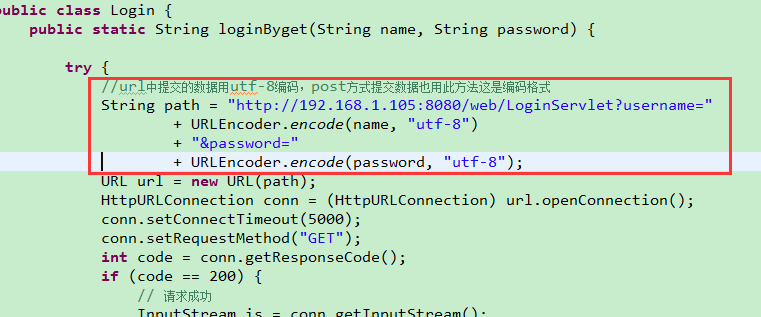 public class Login {
public static String loginByget(String name, String password) {
try {
//url中提交的数据用utf-8编码，post方式提交数据也用此方法这是编码格式
String path = "http://192.168.1.105:8080/web/LoginServlet?username="
+ URLEncoder.encode(name, "utf-8")
+ "&password="
+ URLEncoder.encode(password, "utf-8");
URL url = new URL(path);
HttpURLConnection conn = (HttpURLConnection) url.openConnection();
conn.setConnectTimeout(5000);
conn.setRequestMethod("GET");
int code = conn.getResponseCode();
if (code == 200) {
// 请求成功
InputStream is = conn.getInputStream();